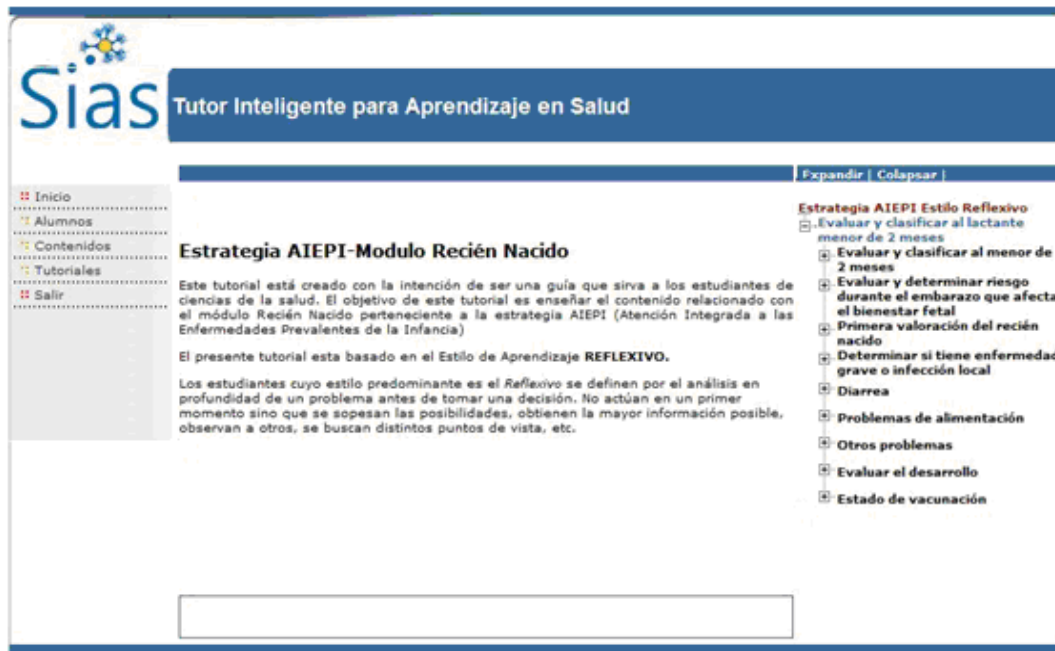 Sias
Tutor Inteligente para Aprendizaje en Salud
Inicio
Alumnos
Contenidos
Tutoriales
Salir
Estrategia AIEPI-Modulo Recién Nacido
Este tutorial está creado con la intención de ser una guía que sirva a los estudiantes de
ciencias de la salud. El objetivo de este tutorial es enseñar el contenido relacionado con
el módulo Recién Nacido perteneciente a la estrategia AIEPI (Atención Integrada a las
Enfermedades Prevalentes de la Infancia)
El presente tutorial esta basado en el Estilo de Aprendizaje REFLEXIVO.
Los estudiantes cuyo estilo predominante es el Reflexivo se definen por el análisis en
profundidad de un problema antes de tomar una decisión. No actúan en un primer
momento sino que se sopesan las posibilidades, obtienen la mayor información posible,
observan a otros, se buscan distintos puntos de vista, etc.
Expandir | Colapsar |
Estrategia AIEPI Estilo Reflexivo
Evaluar y clasificar al lactante
menor de 2 meses
Evaluar y clasificar al menor de
2 meses
Evaluar y determinar riesgo
durante el embarazo que afecta
el bienestar fetal
Primera valoración del recién
nacido
Determinar si tiene enfermedad
grave o infección local
Diarrea
Problemas de alimentación
Otros problemas
Evaluar el desarrollo
Estado de vacunación